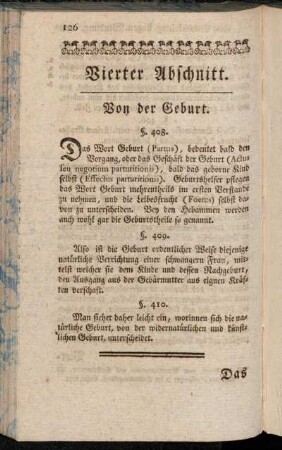 126
Vierter Abschnitt.
Von der Geburt.
§. 408.
Das Wort Geburt (Partus), bedeutet bald den
Vorgang, oder das Geschäft der Geburt (Actus
seu negotium parturitionis), bald das geborne Kind
selbst (Effectus parturitionis). Geburtshelfer pflegen
das Wort Geburt mehrentheils im ersten Verstande
zu nehmen, und die Leibesfrucht (Foetus) selbst da-
von zu unterscheiden. Bey den Hebammen werden
auch wohl gar die Geburtstheile so genannt.
§. 409.
Also ist die Geburt ordentlicher Weise diejenige
natürliche Verrichtung einer schwangern Frau, mit-
telst welcher sie dem Kinde und dessen Nachgeburt,
den Ausgang aus der Gebärmutter aus eignen Kräf-
ten verschaft.
§. 410.
Man siehet daher leicht ein, worinnen sich die na-
türliche Geburt, von der widernatürlichen und künst-
lichen Geburt, unterscheidet.
Das